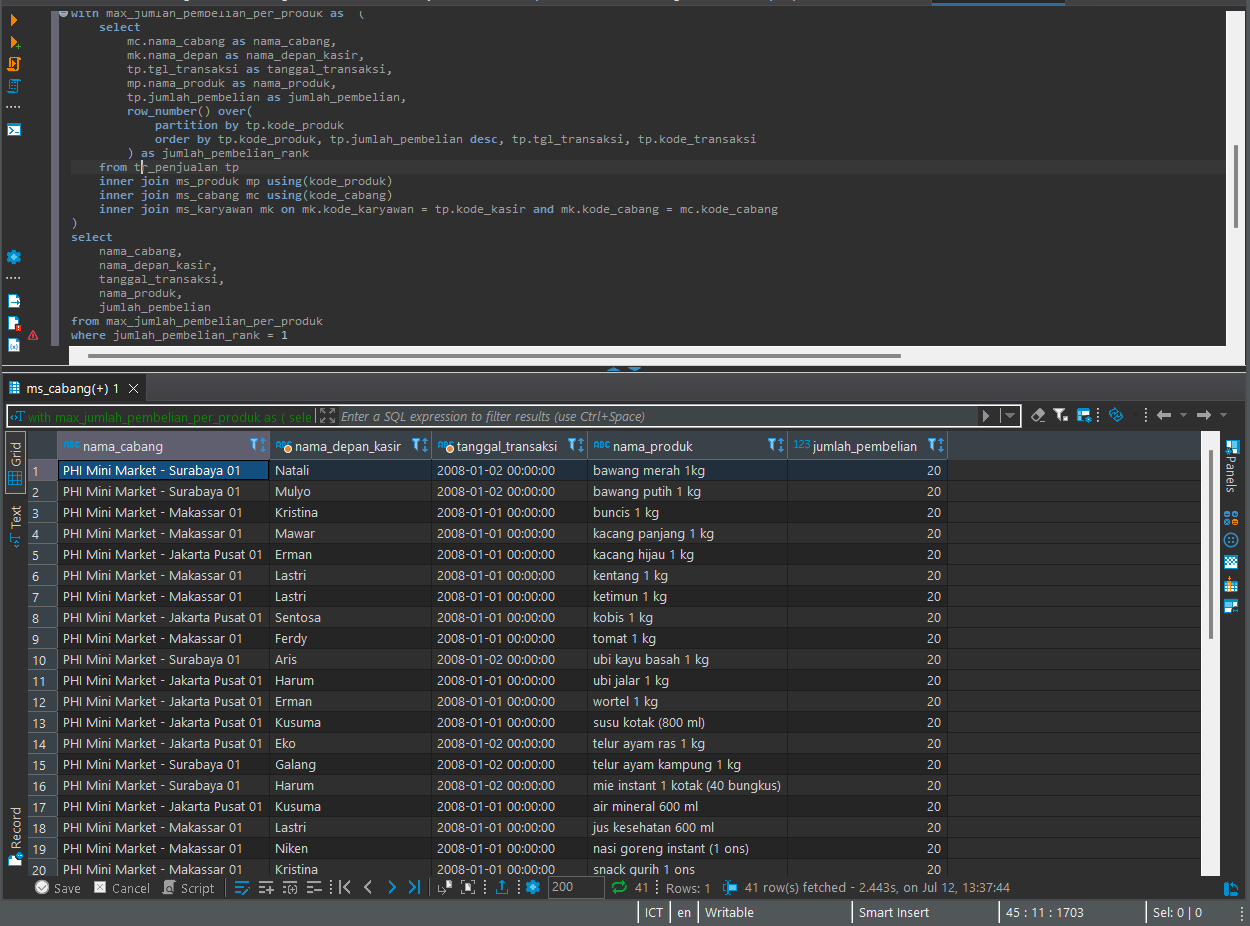 with max_jumlah_pembelian_per_produk as (
select
mc.nama_cabang as nama_cabang,
mk.nama_depan as nama_depan_kasir,
tp.tgl_transaksi as tanggal_transaksi,
mp.nama_produk as nama_produk,
tp.jumlah_pembelian as jumlah_pembelian,
row_number() over(
partition by tp.kode_produk
order by tp.kode_produk, tp.jumlah_pembelian desc, tp.tgl_transaksi, tp.kode_transaksi
) as jumlah_pembelian_rank
from tr_penjualan tp
inner join ms_produk mp using(kode_produk)
inner join ms_cabang mc using(kode_cabang)
inner join ms_karyawan mk on mk.kode_karyawan = tp.kode_kasir and mk.kode_cabang = mc.kode_cabang
)
select
nama_cabang,
nama_depan_kasir,
tanggal_transaksi,
nama_produk,
jumlah_pembelian
from max_jumlah_pembelian_per_produk
where jumlah_pembelian_rank = 1
ms_cabang(+) 1
with max_jumlah_pembelian_per_produk as ( sele Enter a SQL expression to filter results (use Ctrl+Space)
Grid
Text
Record
Panels
nama_cabang nama_depan_kasir tanggal_transaksi nama_produk 123 jumlah_pembelian
1 PHI Mini Market - Surabaya 01 Natali 2008-01-02 00:00:00 bawang merah 1kg 20
2 PHI Mini Market - Surabaya 01 Mulyo 2008-01-02 00:00:00 bawang putih 1 kg 20
3 PHI Mini Market - Makassar 01 Kristina 2008-01-01 00:00:00 buncis 1 kg 20
4 PHI Mini Market - Makassar 01 Mawar 2008-01-02 00:00:00 kacang panjang 1 kg 20
5 PHI Mini Market - Jakarta Pusat 01 Erman 2008-01-01 00:00:00 kacang hijau 1 kg 20
6 PHI Mini Market - Makassar 01 Lastri 2008-01-01 00:00:00 kentang 1 kg 20
7 PHI Mini Market - Makassar 01 Lastri 2008-01-01 00:00:00 ketimun 1 kg 20
8 PHI Mini Market - Jakarta Pusat 01 Sentosa 2008-01-01 00:00:00 kobis 1 kg 20
9 PHI Mini Market - Makassar 01 Ferdy 2008-01-01 00:00:00 tomat 1 kg 20
10 PHI Mini Market - Surabaya 01 Aris 2008-01-02 00:00:00 ubi kayu basah 1 kg 20
11 PHI Mini Market - Jakarta Pusat 01 Harum 2008-01-01 00:00:00 ubi jalar 1 kg 20
12 PHI Mini Market - Jakarta Pusat 01 Erman 2008-01-02 00:00:00 wortel 1 kg 20
13 PHI Mini Market - Jakarta Pusat 01 Kusuma 2008-01-02 00:00:00 susu kotak (800 ml) 20
14 PHI Mini Market - Jakarta Pusat 01 Eko 2008-01-02 00:00:00 telur ayam ras 1 kg 20
15 PHI Mini Market - Surabaya 01 Galang 2008-01-02 00:00:00 telur ayam kampung 1 kg 20
16 PHI Mini Market - Surabaya 01 Harum 2008-01-02 00:00:00 mie instant 1 kotak (40 bungkus) 20
17 PHI Mini Market - Jakarta Pusat 01 Kusuma 2008-01-01 00:00:00 air mineral 600 ml 20
18 PHI Mini Market - Makassar 01 Lastri 2008-01-01 00:00:00 jus kesehatan 600 ml 20
19 PHI Mini Market - Makassar 01 Niken 2008-01-01 00:00:00 nasi goreng instant (1 ons) 20
20 PHI Mini Market - Makassar 01 Kristina 2008-01-01 00:00:00 snack gurih 1 ons 20
Save Cancel Script 200 41 Rows: 1 41 row(s) fetched - 2.443s, on Jul 12, 13:37:44
ICT en Writable Smart Insert 45 : 11 : 1703 Sel: 0 | 0